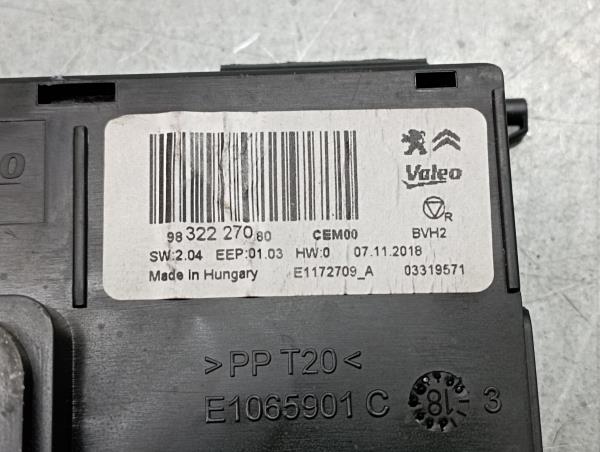 Valeo
98 322 270 80 CEM00 BVH2
R
SW:2.04 EEP:01.03 HW:0 07.11.2018
Made in Hungary E1172709_A 03319571
>PP T20<
E1065901 C 18 3